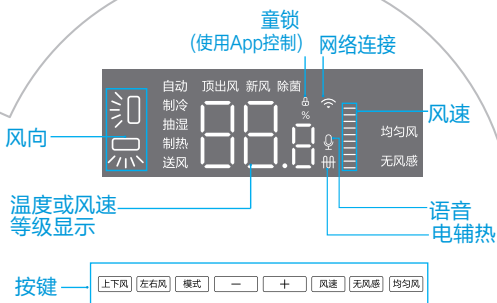 童锁
(使用App控制)
网络连接
自动 顶出风 新风 除菌
制冷
抽湿
制热
送风
88.8
%
均匀风
无风感
风向
风速
温度或风速
等级显示
语音
电辅热
按键
上下风 左右风 模式 － ＋ 风速 无风感 均匀风